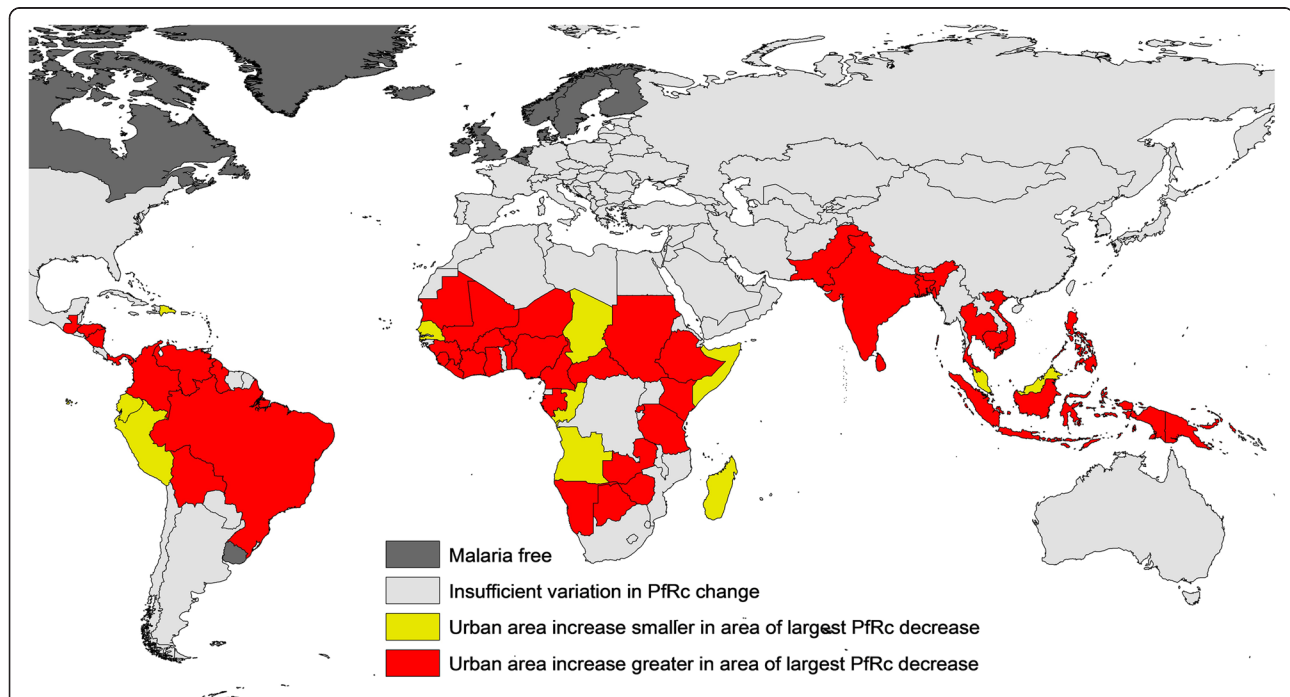 Malaria free
Insufficient variation in PfRc change
Urban area increase smaller in area of largest PfRc decrease
Urban area increase greater in area of largest PfRc decrease